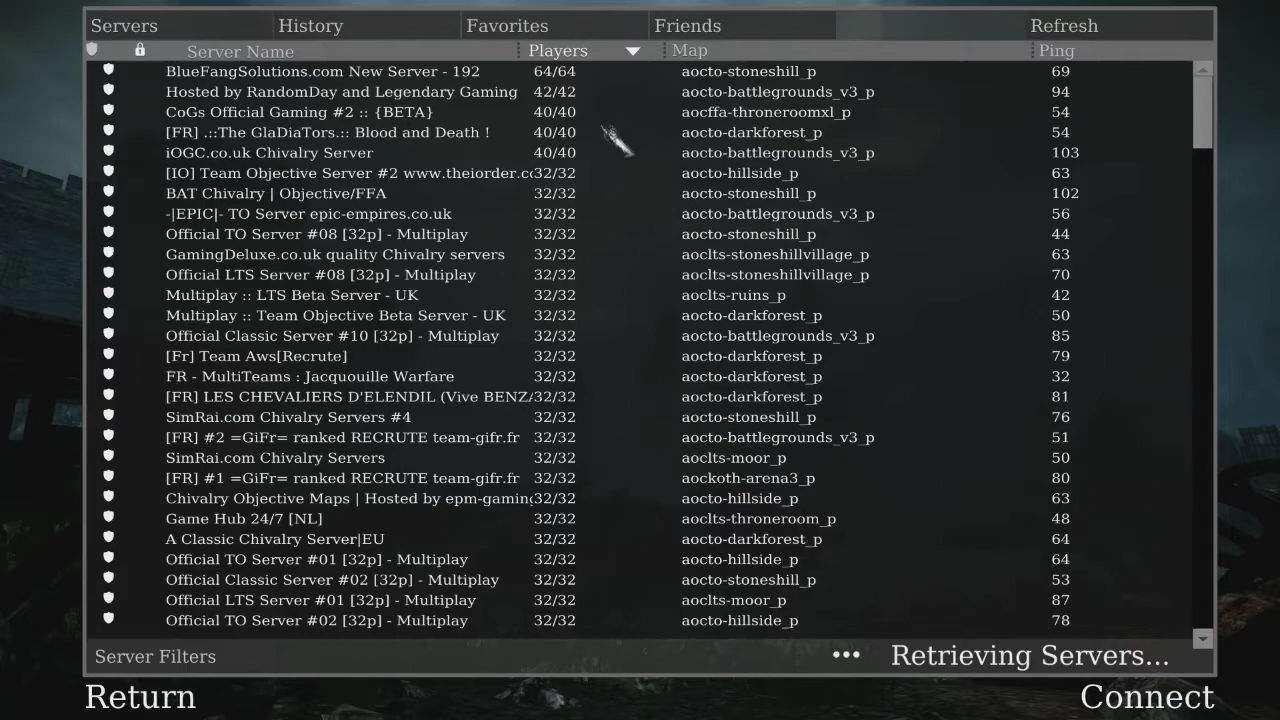 Servers History Favorites Friends Refresh
Server Name Players Map Ping
BlueFangSolutions.com New Server - 192 64/64 aocto-stoneshill_p 69
Hosted by RandomDay and Legendary Gaming 42/42 aocto-battlegrounds_v3_p 94
CoGs Official Gaming #2 :: {BETA} 40/40 aocffa-throneroomxl_p 54
[FR] .::The GlaDiaTors.:: Blood and Death ! 40/40 aocto-darkforest_p 54
iOGC.co.uk Chivalry Server 40/40 aocto-battlegrounds_v3_p 103
[IO] Team Objective Server #2 www.theiorder.c 32/32 aocto-hillside_p 63
BAT Chivalry | Objective/FFA 32/32 aocto-stoneshill_p 102
-|EPIC|- TO Server epic-empires.co.uk 32/32 aocto-battlegrounds_v3_p 56
Official TO Server #08 [32p] - Multiplay 32/32 aocto-stoneshill_p 44
GamingDeluxe.co.uk quality Chivalry servers 32/32 aoclts-stoneshillvillage_p 63
Official LTS Server #08 [32p] - Multiplay 32/32 aoclts-stoneshillvillage_p 70
Multiplay :: LTS Beta Server - UK 32/32 aoclts-ruins_p 42
Multiplay :: Team Objective Beta Server - UK 32/32 aocto-darkforest_p 50
Official Classic Server #10 [32p] - Multiplay 32/32 aocto-battlegrounds_v3_p 85
[Fr] Team Aws[Recrute] 32/32 aocto-darkforest_p 79
FR - MultiTeams : Jacquouille Warfare 32/32 aocto-darkforest_p 32
[FR] LES CHEVALIERS D'ELENDIL (Vive BENZ 32/32 aocto-darkforest_p 81
SimRai.com Chivalry Servers #4 32/32 aocto-stoneshill_p 76
[FR] #2 =GiFr= ranked RECRUTE team-gifr.fr 32/32 aocto-battlegrounds_v3_p 51
SimRai.com Chivalry Servers 32/32 aoclts-moor_p 50
[FR] #1 =GiFr= ranked RECRUTE team-gifr.fr 32/32 aockoth-arena3_p 80
Chivalry Objective Maps | Hosted by epm-gamin 32/32 aocto-hillside_p 63
Game Hub 24/7 [NL] 32/32 aoclts-throneroom_p 48
A Classic Chivalry Server|EU 32/32 aocto-darkforest_p 64
Official TO Server #01 [32p] - Multiplay 32/32 aocto-hillside_p 64
Official Classic Server #02 [32p] - Multiplay 32/32 aocto-stoneshill_p 53
Official LTS Server #01 [32p] - Multiplay 32/32 aoclts-moor_p 87
Official TO Server #02 [32p] - Multiplay 32/32 aocto-hillside_p 78
Server Filters ••• Retrieving Servers...
Return Connect